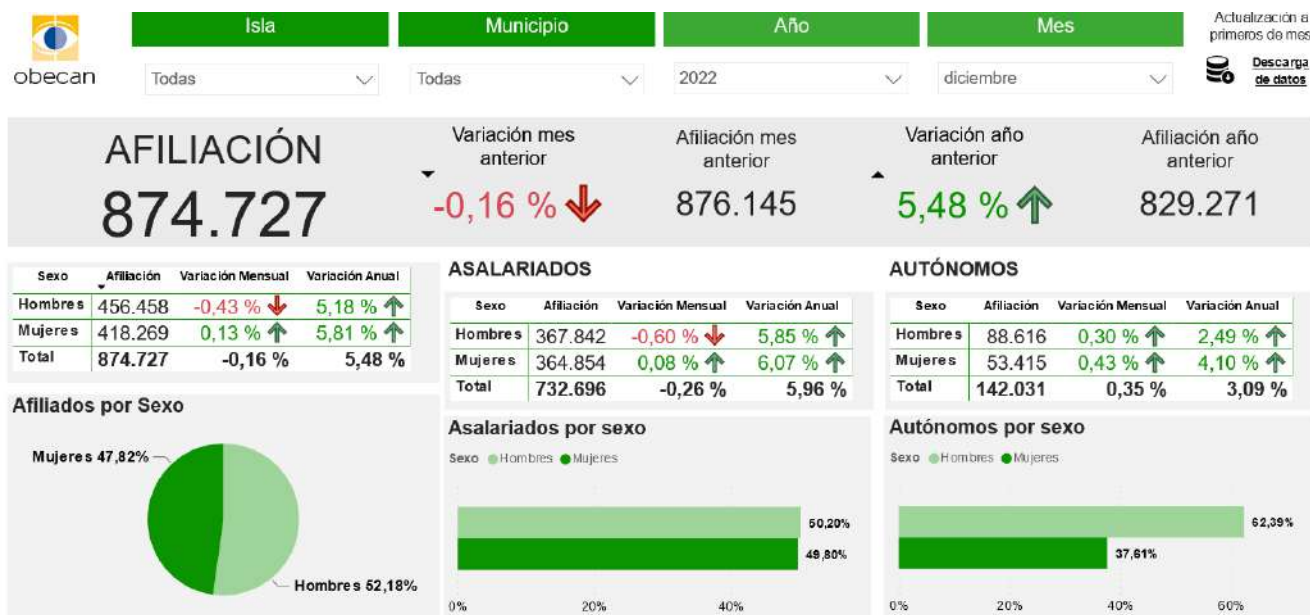 obecan
Isla
Todas
Municipio
Todas
Año
2022
Mes
diciembre
Actualización a
primeros de mes
Descarga
de datos
AFILIACIÓN
874.727
Variación mes
anterior
-0,16 %
Afiliación mes
anterior
876.145
Variación año
anterior
5,48 %
Afiliación año
anterior
829.271
Sexo Afiliación Variación Mensual Variación Anual
Hombres 456.458 -0,43 % 5,18 %
Mujeres 418.269 0,13 % 5,81 %
Total 874.727 -0,16 % 5,48 %
Afiliados por Sexo
Mujeres 47,82%
Hombres 52,18%
ASALARIADOS
Sexo Afiliación Variación Mensual Variación Anual
Hombres 367.842 -0,60 % 5,85 %
Mujeres 364.854 0,08 % 6,07 %
Total 732.696 -0,26 % 5,96 %
Asalariados por sexo
Sexo Hombres Mujeres
50,20%
49,80%
0% 20% 40%
AUTÓNOMOS
Sexo Afiliación Variación Mensual Variación Anual
Hombres 88.616 0,30 % 2,49 %
Mujeres 53.415 0,43 % 4,10 %
Total 142.031 0,35 % 3,09 %
Autónomos por sexo
Sexo Hombres Mujeres
62,39%
37,61%
0% 20% 40% 60%